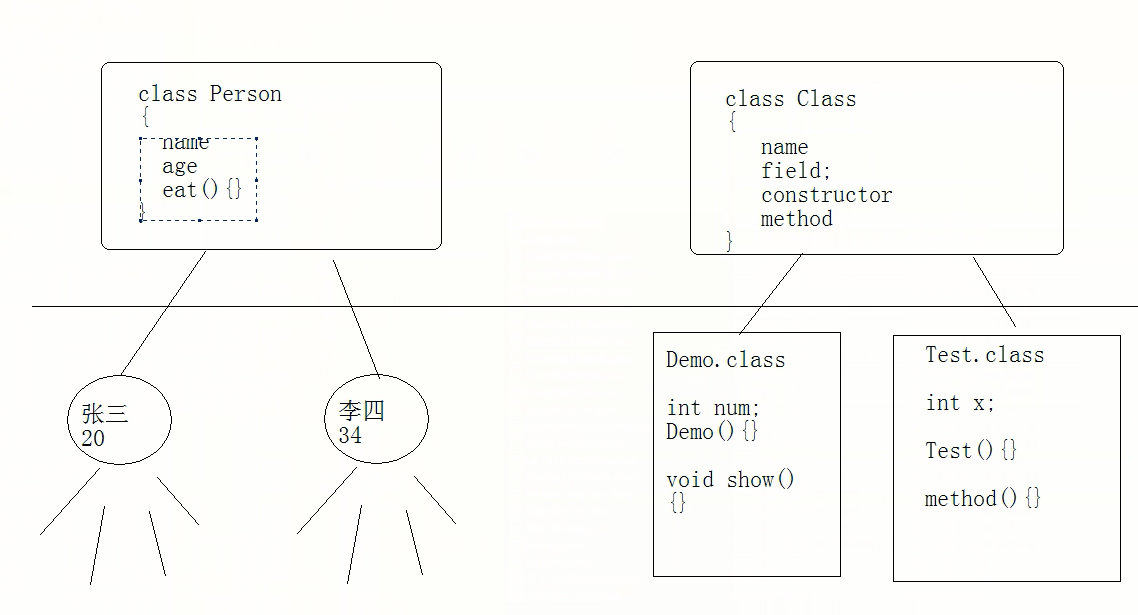 class Person
{
name
age
eat(){}
}
class Class
{
name
field;
constructor
method
}
张三
20
李四
34
Demo.class
int num;
Demo(){}
void show()
{}
Test.class
int x;
Test(){}
method(){}